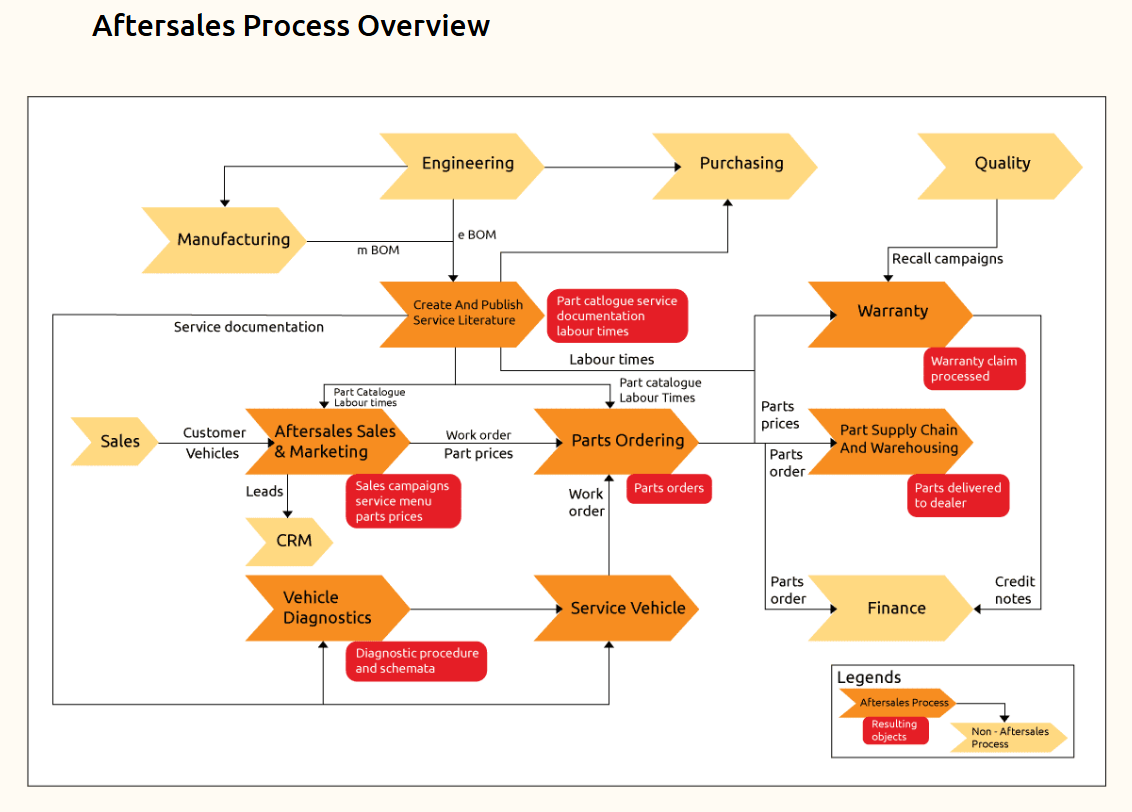 Aftersales Process Overview
Engineering
Purchasing
Quality
Manufacturing
e BOM
m BOM
Recall campaigns
Create And Publish
Service Literature
Part catlogue service
documentation
labour times
Warranty
Service documentation
Labour times
Warranty claim
processed
Part Catalogue
Labour times
Part catalogue
Labour Times
Parts
prices
Sales
Customer
Vehicles
Aftersales Sales
& Marketing
Work order
Part prices
Parts Ordering
Part Supply Chain
And Warehousing
Parts
order
Leads
Sales campaigns
service menu
parts prices
Work
order
Parts orders
Parts delivered
to dealer
CRM
Vehicle
Diagnostics
Service Vehicle
Parts
order
Finance
Credit
notes
Diagnostic procedure
and schemata
Legends
Aftersales Process
Resulting
objects
Non - Aftersales
Process